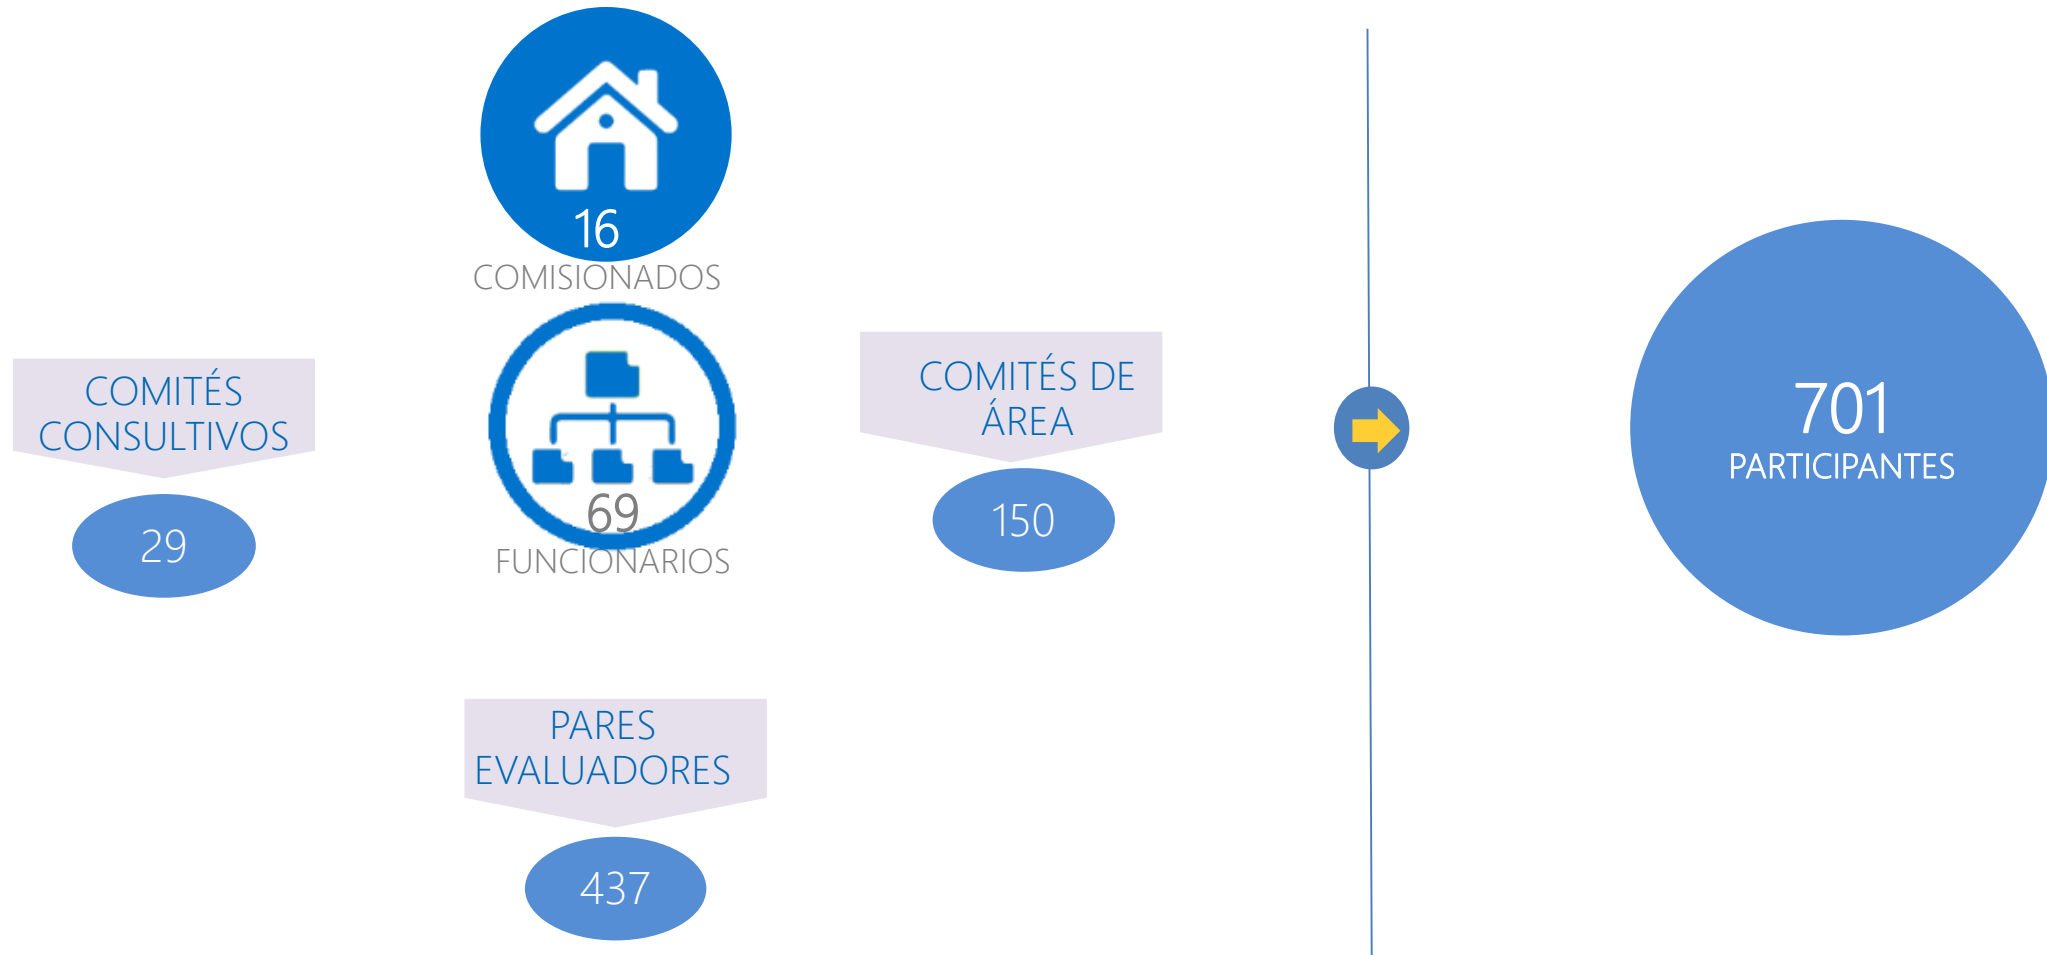 16
COMISIONADOS
COMITÉS
CONSULTIVOS
29
69
FUNCIONARIOS
COMITÉS DE
ÁREA
150
PARES
EVALUADORES
437
701
PARTICIPANTES